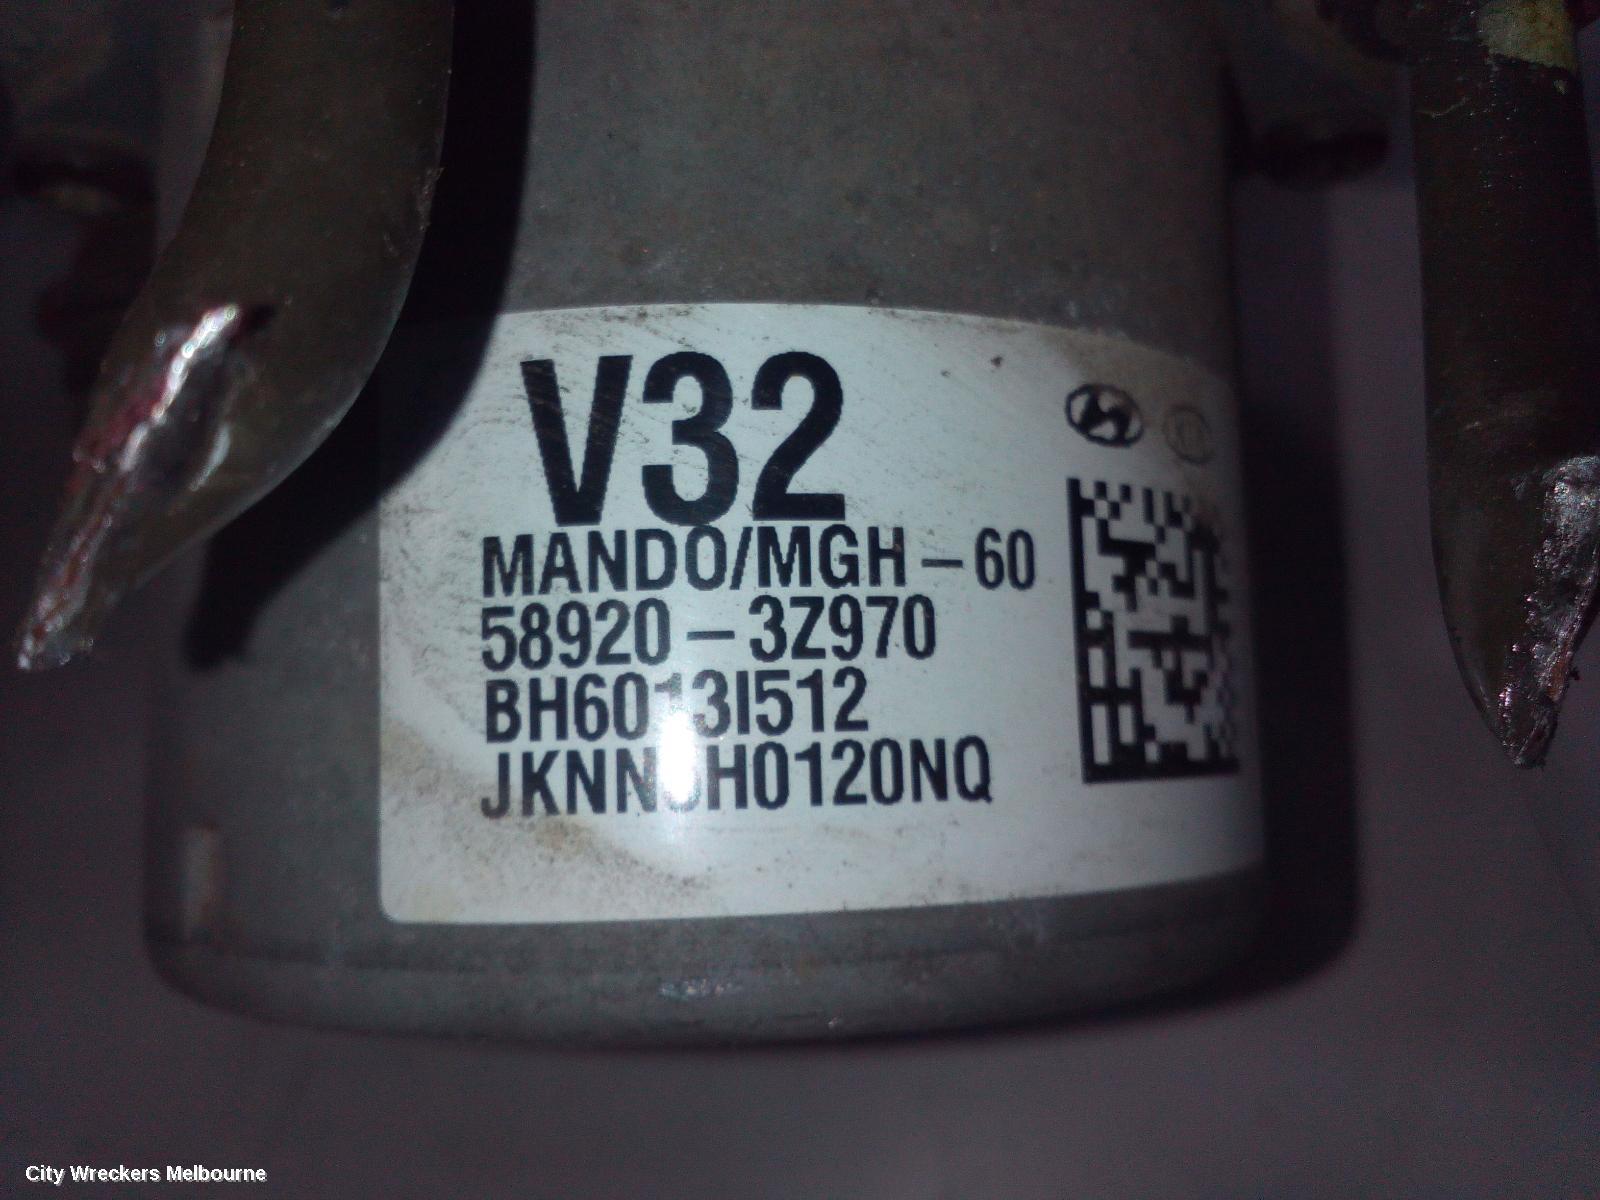 V32
MANDO/MGH-60
58920-3Z970
BH6013I512
City Wreckers Melbourne